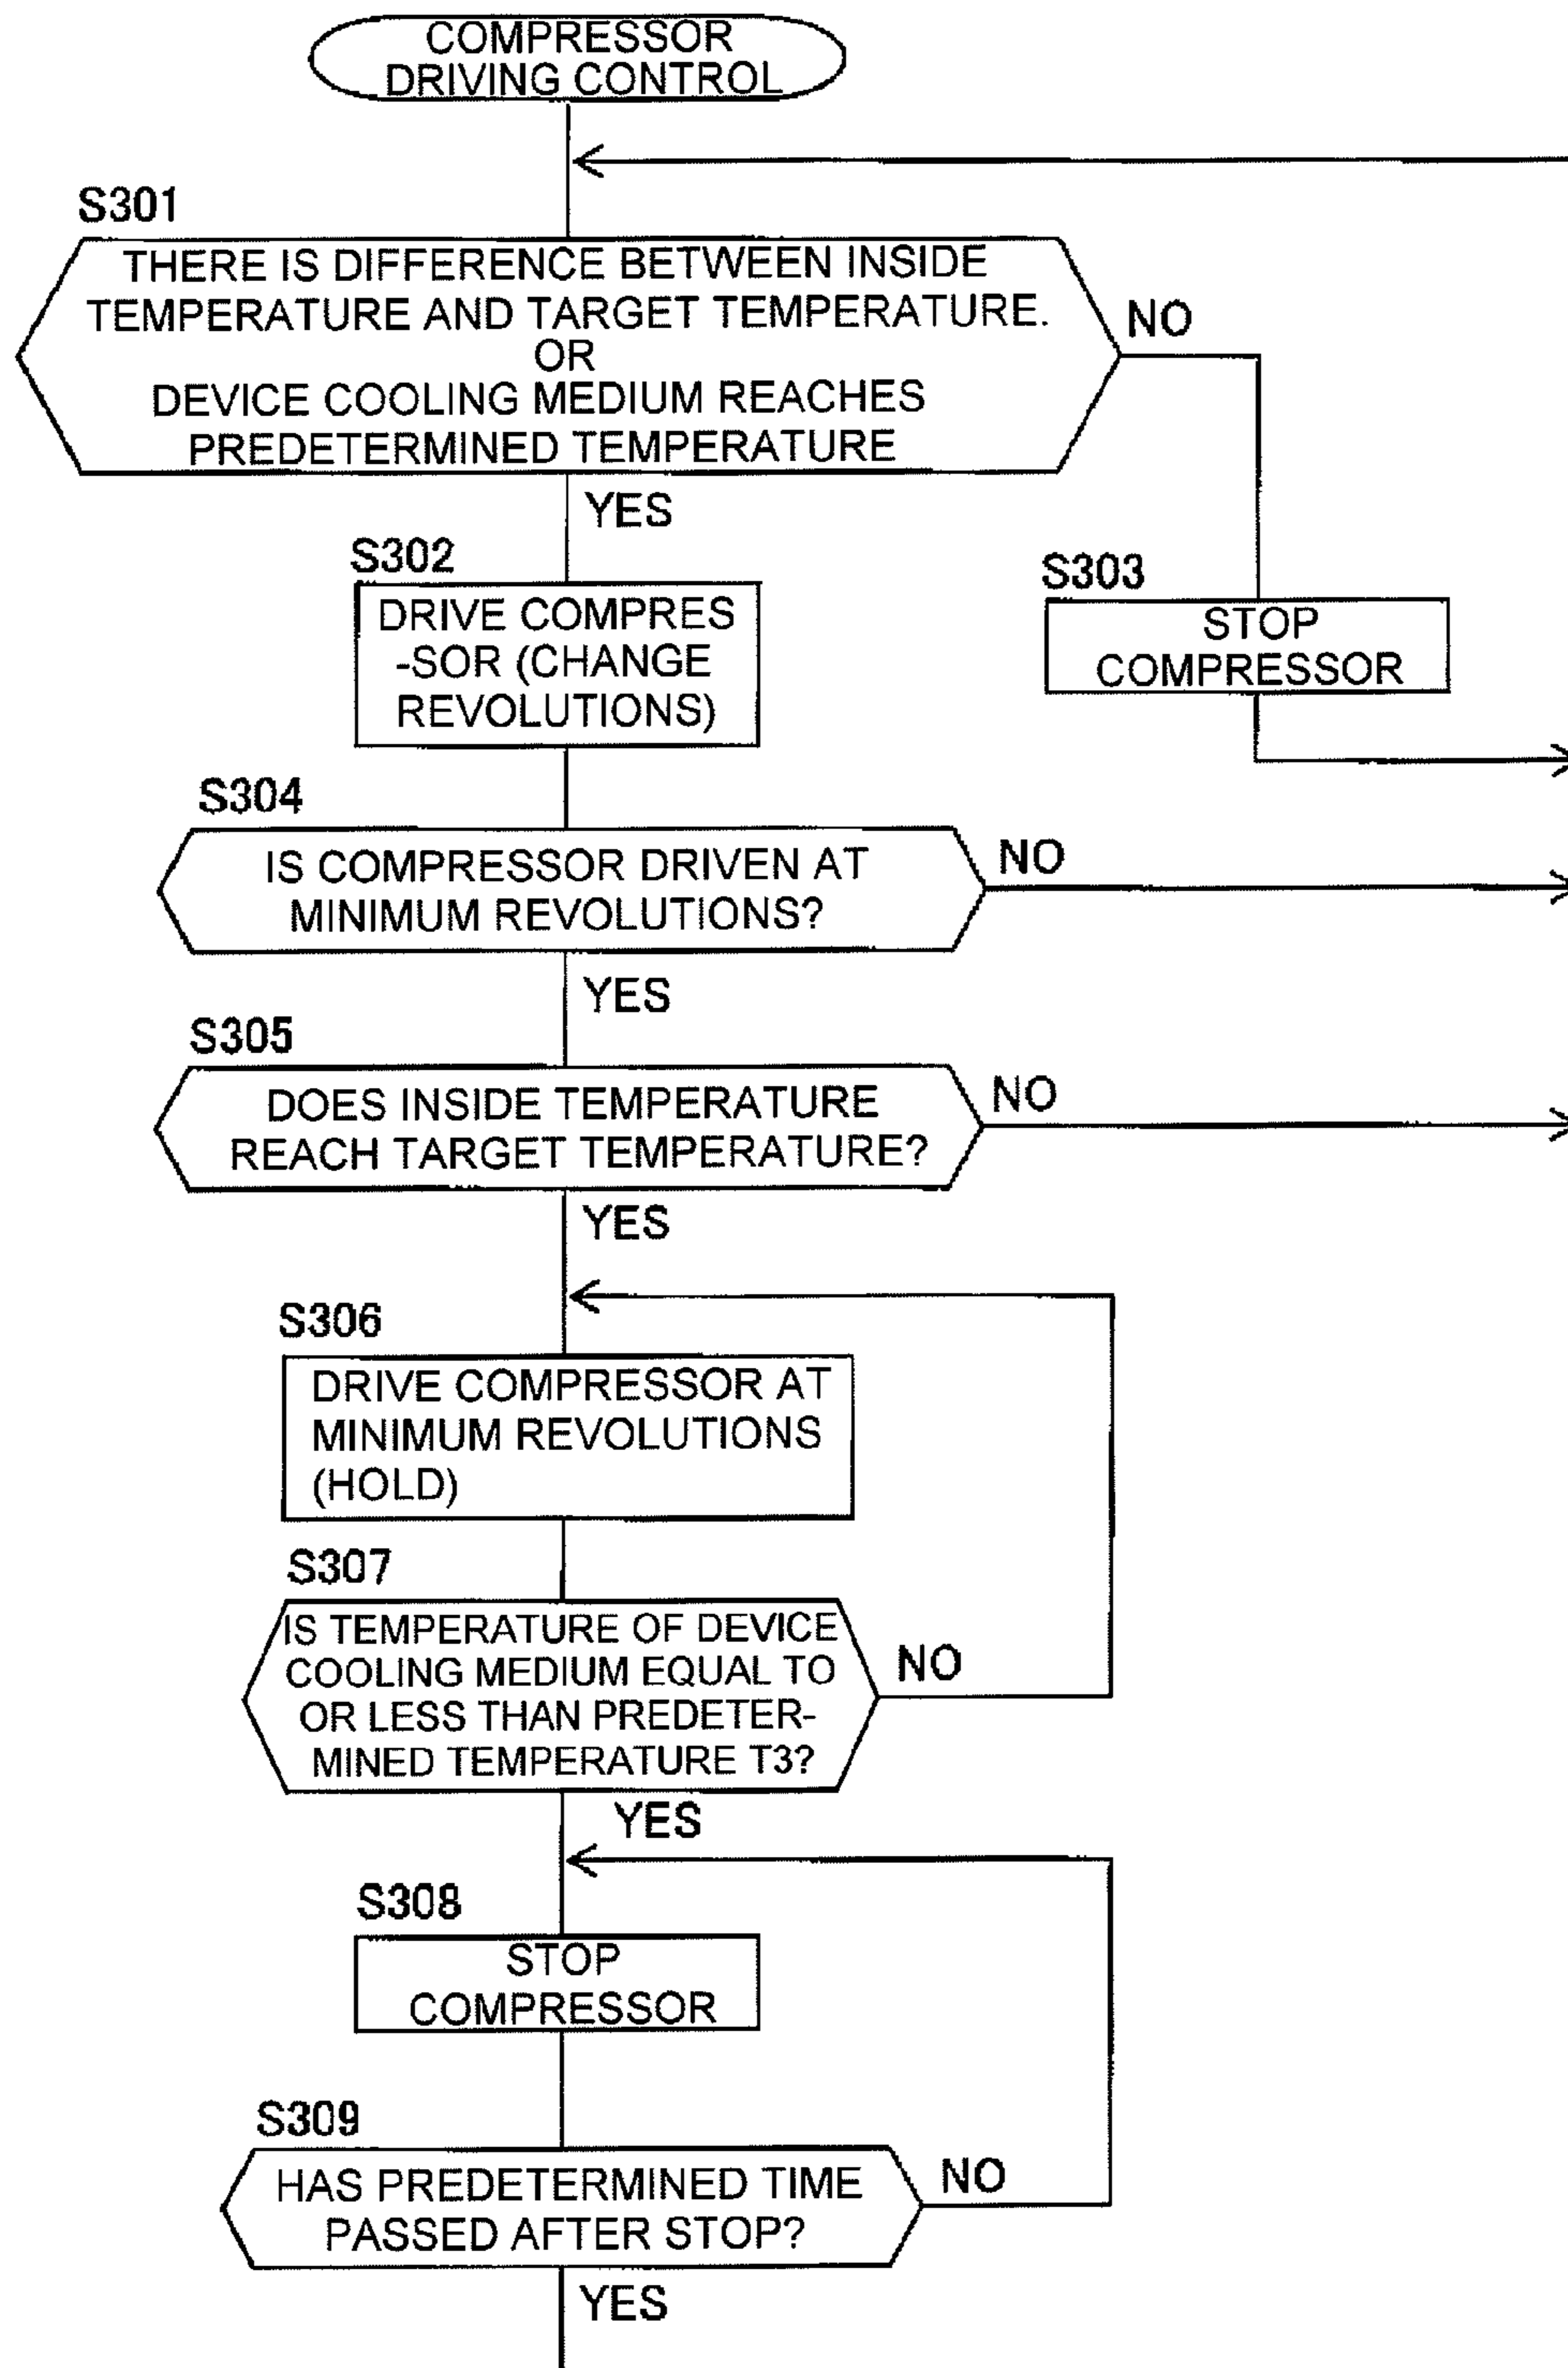 COMPRESSOR
DRIVING CONTROL
S301
THERE IS DIFFERENCE BETWEEN INSIDE
TEMPERATURE AND TARGET TEMPERATURE.
OR
DEVICE COOLING MEDIUM REACHES
PREDETERMINED TEMPERATURE
NO
YES
S302
DRIVE COMPRES
-SOR (CHANGE
REVOLUTIONS)
S303
STOP
COMPRESSOR
S304
IS COMPRESSOR DRIVEN AT
MINIMUM REVOLUTIONS?
NO
YES
S305
DOES INSIDE TEMPERATURE
REACH TARGET TEMPERATURE?
NO
YES
S306
DRIVE COMPRESSOR AT
MINIMUM REVOLUTIONS
(HOLD)
S307
IS TEMPERATURE OF DEVICE
COOLING MEDIUM EQUAL TO
OR LESS THAN PREDETER-
MINED TEMPERATURE T3?
NO
YES
S308
STOP
COMPRESSOR
S309
HAS PREDETERMINED TIME
PASSED AFTER STOP?
NO
YES